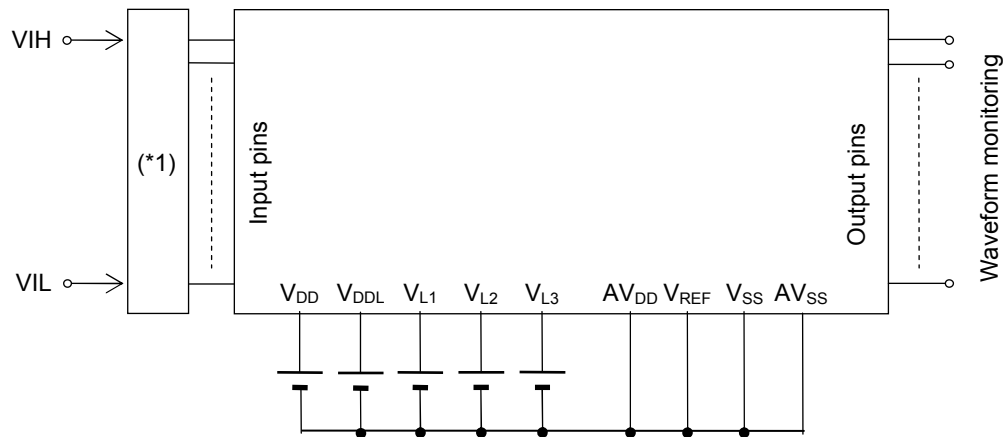 VIH
VIL
(*1)
Input pins
Output pins
Waveform monitoring
VDD VDDL VL1 VL2 VL3 AVDD VREF VSS AVSS